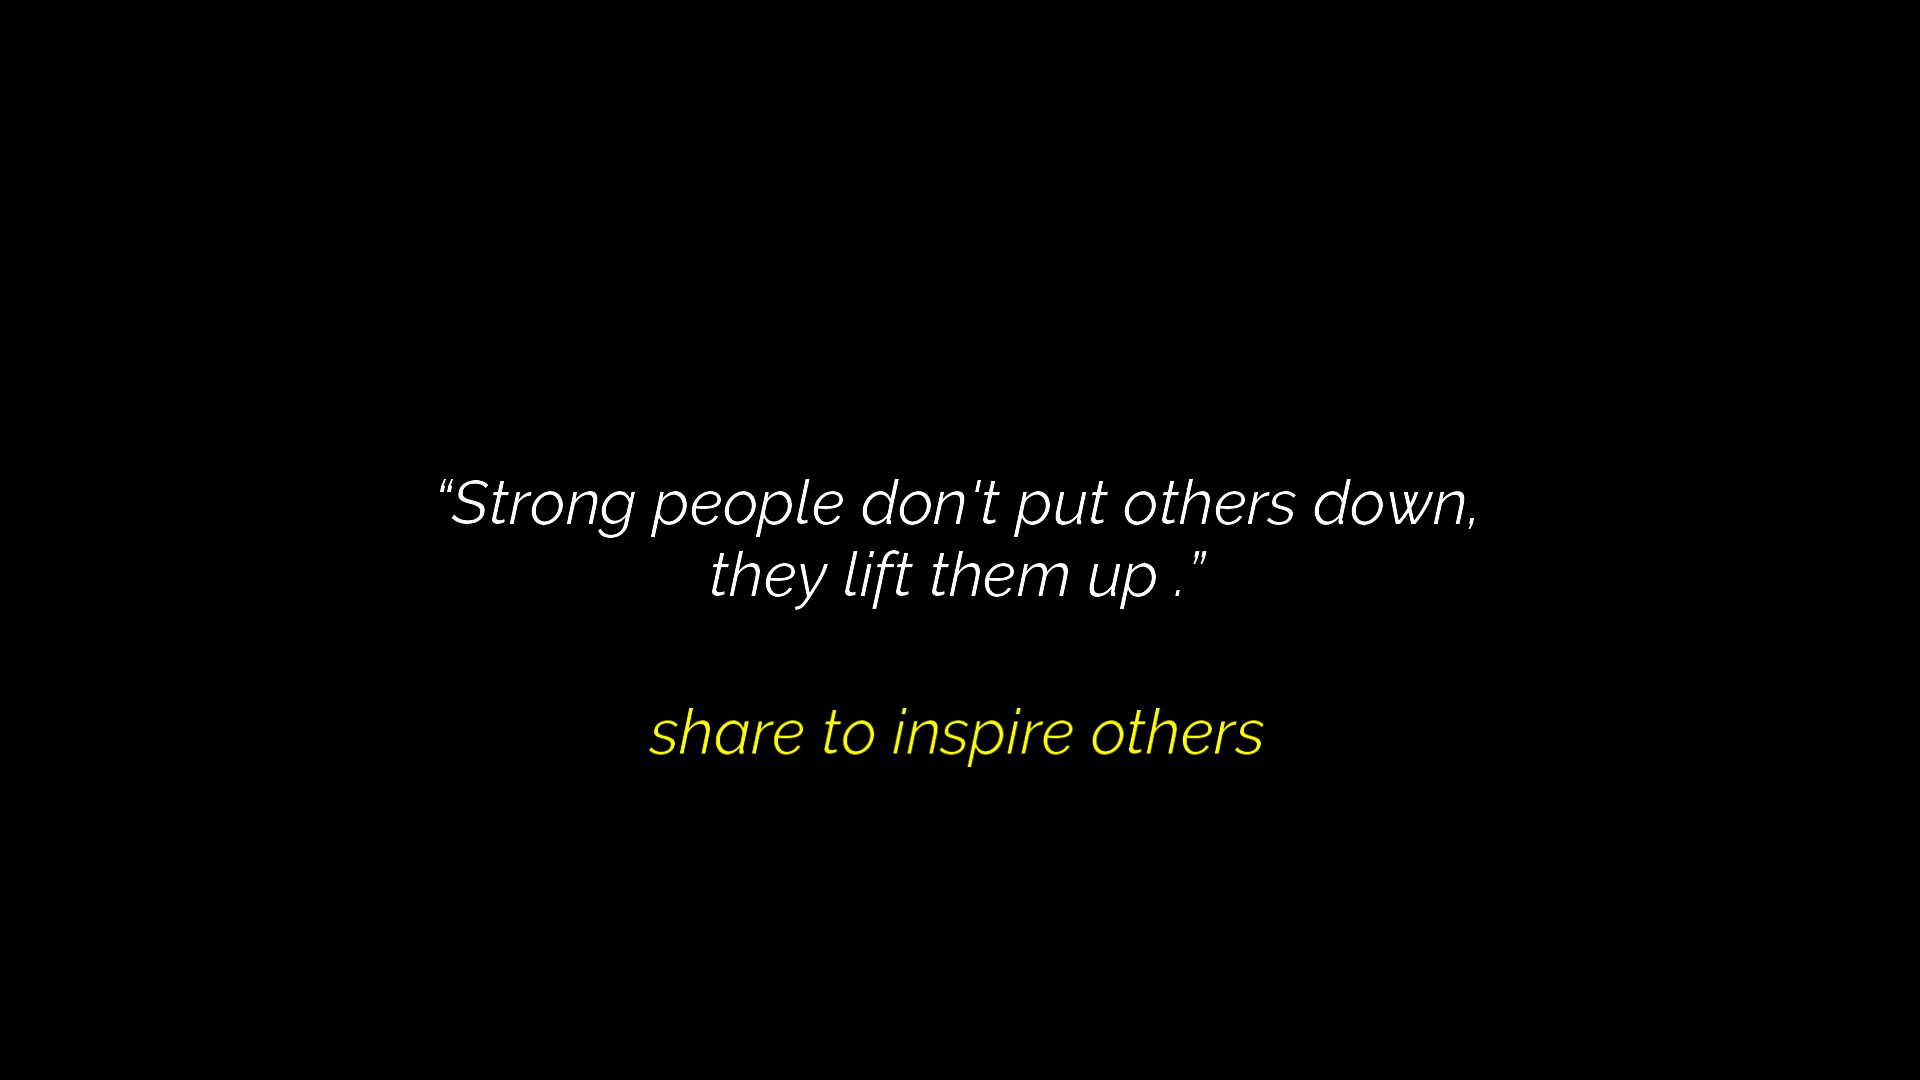 “Strong people don't put others down,
they lift them up .”
share to inspire others